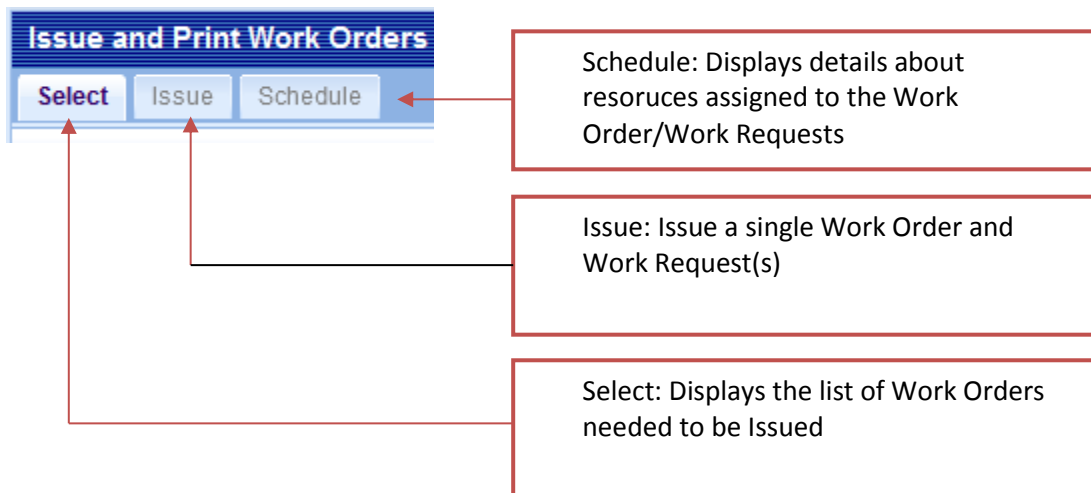 Issue and Print Work Orders
Select Issue Schedule
Schedule: Displays details about
resoruces assigned to the Work
Order/Work Requests
Issue: Issue a single Work Order and
Work Request(s)
Select: Displays the list of Work Orders
needed to be Issued